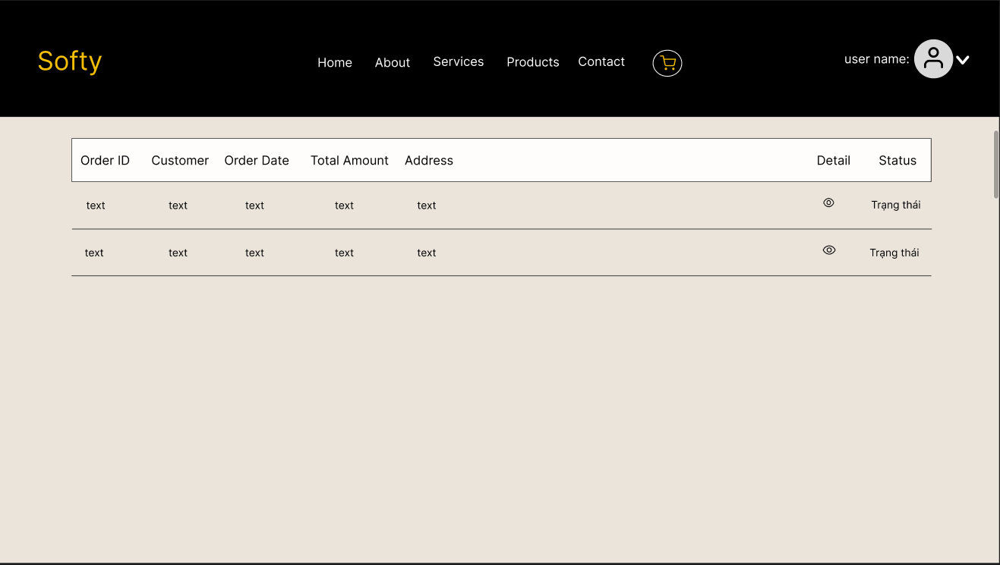 Softy
Home About Services Products Contact
user name:
Order ID Customer Order Date Total Amount Address Detail Status
text text text text text Trạng thái
text text text text text Trạng thái